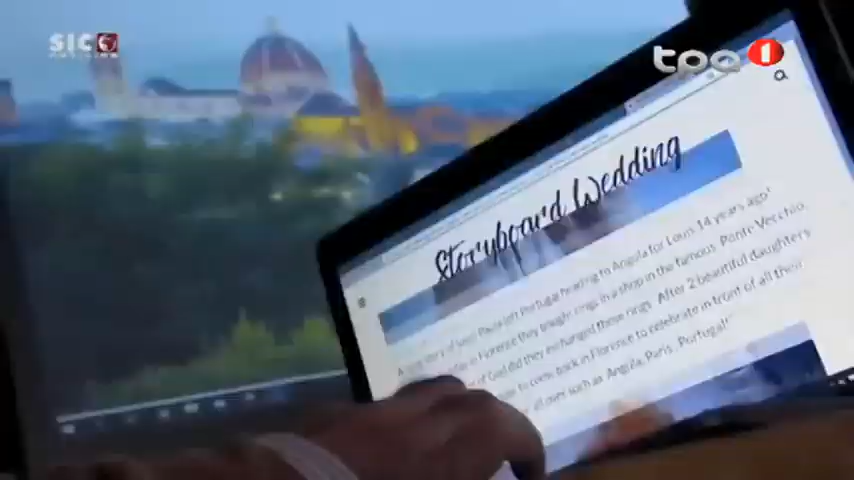 SIC
tpa 1
Storyboard Wedding
story of love! Paula left Portugal hearing to Angola for Louis 14 years ago!
in Florence they bought rings in a shop in the famous Ponte Vecchio.
of God did they exchanged these rings. After 2 beautiful daughters
to come back in Florence to celebrate in front of all their
all over such as Angola, Paris, Portugal!